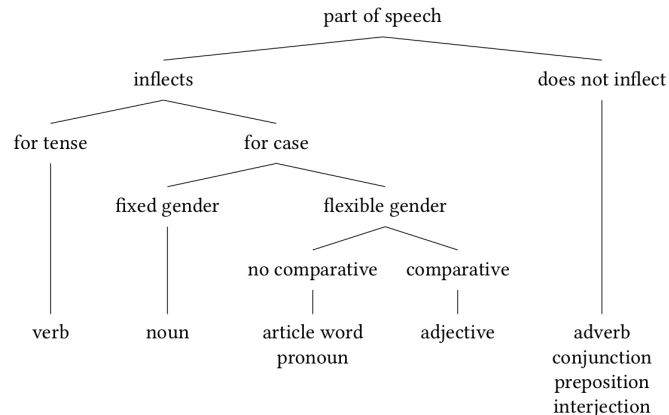 part of speech
inflects
does not inflect
for tense
for case
fixed gender
flexible gender
no comparative
comparative
verb
noun
article word
pronoun
adjective
adverb
conjunction
preposition
interjection